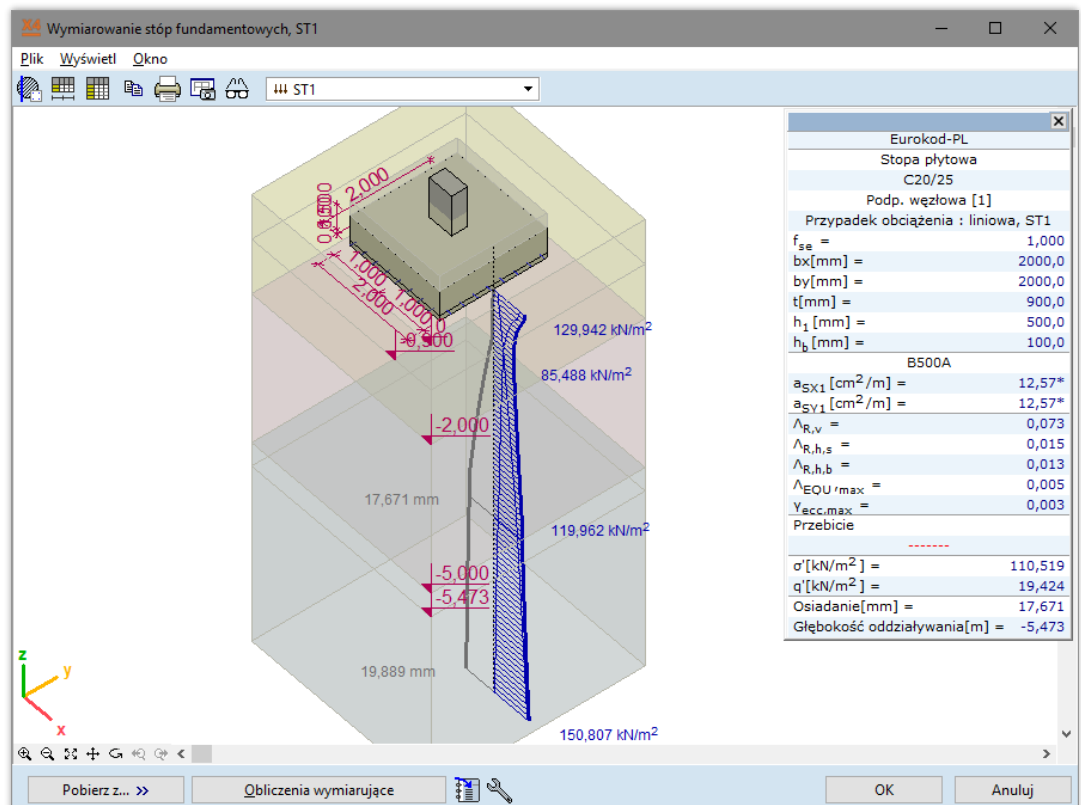 X4 Wymiarowanie stóp fundamentowych, ST1
Plik Wyświetl Okno
ST1
2,000
1,000
1,000
2,000
-2,000
-5,000
-5,473
129,942 kN/m²
85,488 kN/m²
17,671 mm
119,962 kN/m²
19,889 mm
150,807 kN/m²
z
y
x
Eurokod-PL
Stopa płytowa
C20/25
Podp. węzłowa [1]
Przypadek obciążenia : liniowa, ST1
fse = 1,000
bx[mm] = 2000,0
by[mm] = 2000,0
t[mm] = 900,0
h1[mm] = 500,0
hb[mm] = 100,0
B500A
aSX1[cm²/m] = 12,57*
aSY1[cm²/m] = 12,57*
ΛR,v = 0,073
ΛR,h,s = 0,015
ΛR,h,b = 0,013
ΛEQU,max = 0,005
γecc,max = 0,003
Przebicie
-------
σ'[kN/m²] = 110,519
q'[kN/m²] = 19,424
Osiadanie[mm] = 17,671
Głębokość oddziaływania[m] = -5,473
Pobierz z... >>
Obliczenia wymiarujące
OK
Anuluj